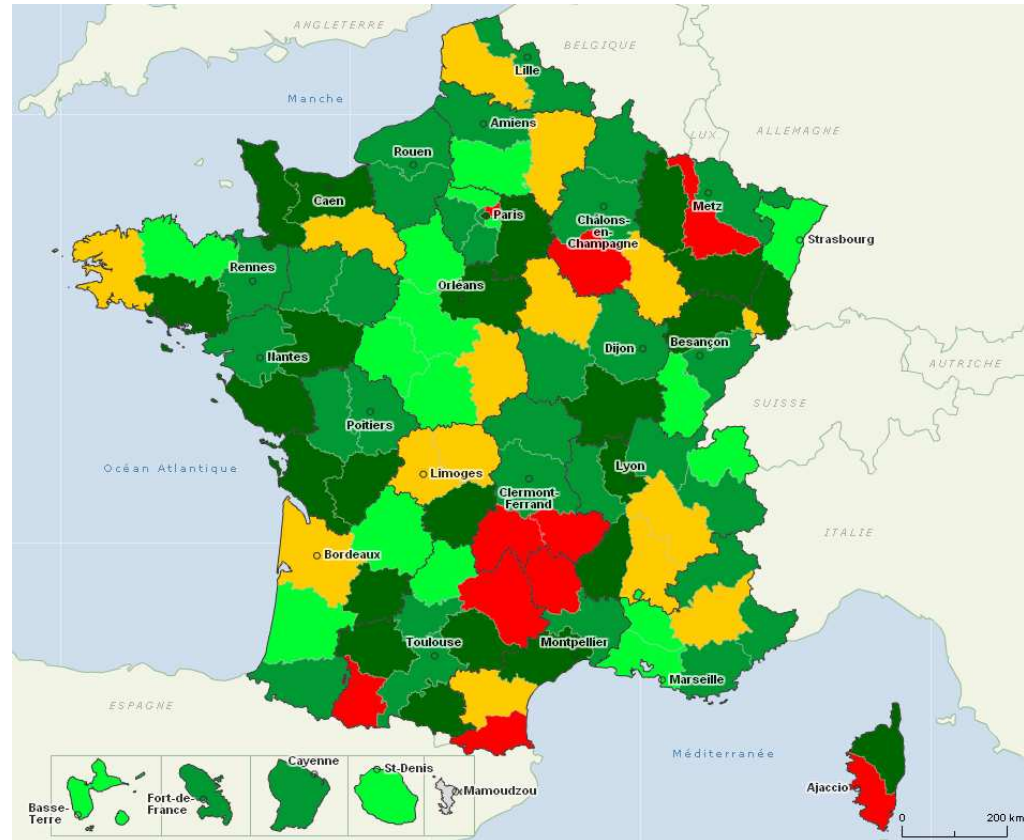 ANGLETERRE
BELGIQUE
Lille
Manche
Amiens
LUX.
ALLEMAGNE
Rouen
Metz
Caen
Paris
Châlons-
en-
Champagne
Strasbourg
Rennes
Orléans
Nantes
Dijon
Besançon
AUTRICHE
SUISSE
Poitiers
Océan Atlantique
Limoges
Lyon
Clermont-
Ferrand
ITALIE
Bordeaux
Toulouse
Montpellier
Marseille
ESPAGNE
Méditerranée
Ajaccio
Basse-
Terre
Fort-de-
France
Cayenne
St-Denis
Mamoudzou
0 200 km